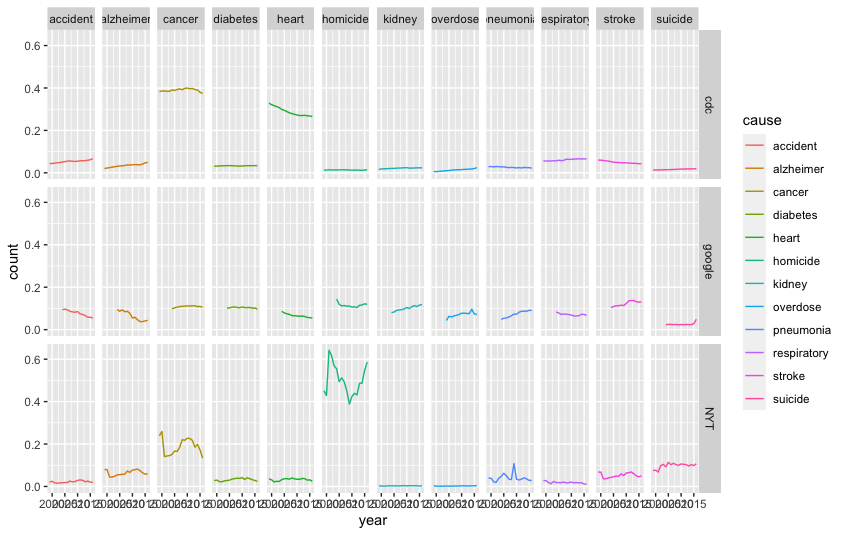 accident alzheimer cancer diabetes heart homicide kidney overdose pneumonia espiratory stroke suicide
0.6
0.4
0.2
0.0
cdc
0.6
0.4
0.2
0.0
google
0.6
0.4
0.2
0.0
NYT
count
year
cause
accident
alzheimer
cancer
diabetes
heart
homicide
kidney
overdose
pneumonia
respiratory
stroke
suicide